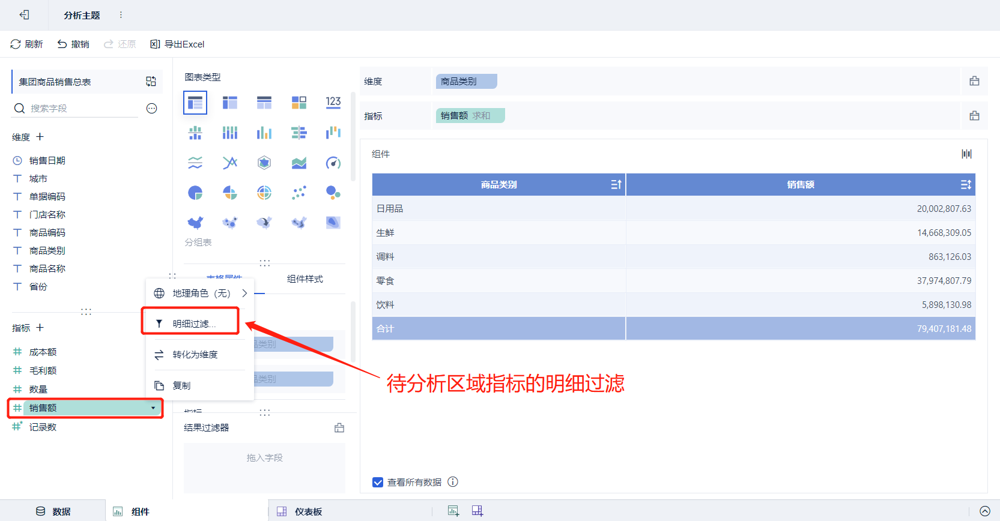 分析主题
刷新 撤销 还原 导出Excel
集团商品销售总表
搜索字段
维度
销售日期
城市
单据编码
门店名称
商品编码
商品类别
商品名称
省份
指标
成本额
毛利额
数量
销售额
记录数
图表类型
123
分组表
表格属性 组件样式
地理角色 (无)
明细过滤...
转化为维度
复制
品类别
品类别
指标
结果过滤器
拖入字段
维度 商品类别
指标 销售额 求和
组件
商品类别 销售额
日用品 20,002,807.63
生鲜 14,668,309.05
调料 863,126.03
零食 37,974,807.79
饮料 5,898,130.98
合计 79,407,181.48
待分析区域指标的明细过滤
查看所有数据
数据 组件 仪表板